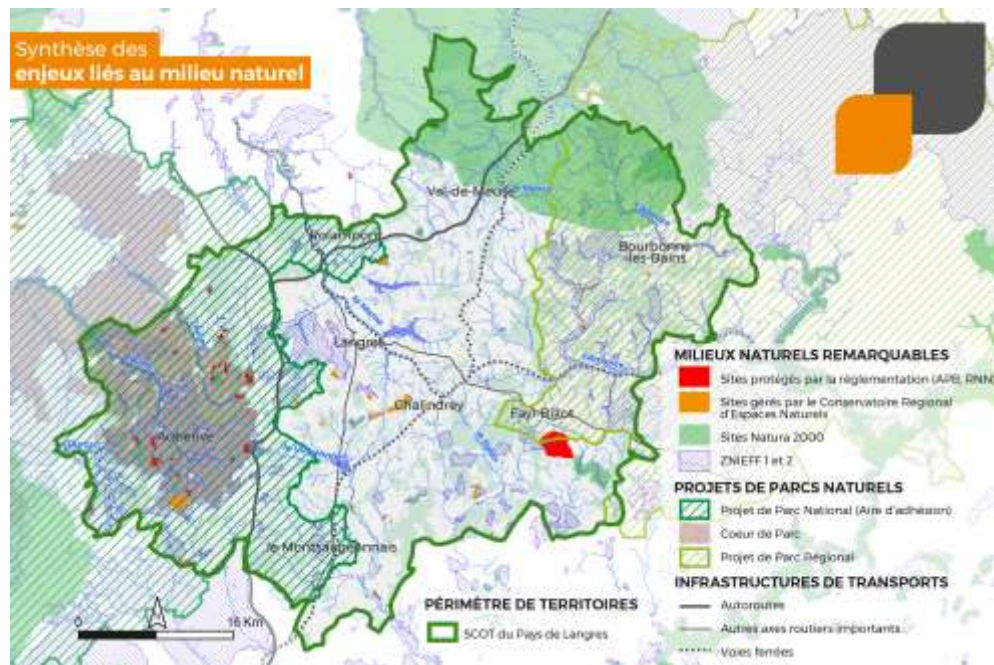 Synthèse des
enjeux liés au milieu naturel
Val-de-Meuse
Rolampont
Bourbonne
-les-Bains
la Marne
Langres
Chalindrey
Fayl-Billot
Auberive
le Montsaugeonnais
MILIEUX NATURELS REMARQUABLES
Sites protégés par la réglementation (APB, RNN)
Sites gérés par le Conservatoire Régional
d'Espaces Naturels
Sites Natura 2000
ZNIEFF 1 et 2
PROJETS DE PARCS NATURELS
Projet de Parc National (Aire d'adhésion)
Coeur de Parc
Projet de Parc Régional
INFRASTRUCTURES DE TRANSPORTS
Autoroutes
Autres axes routiers importants
Voies ferrées
PÉRIMÈTRE DE TERRITOIRES
SCOT du Pays de Langres
0
16 Km